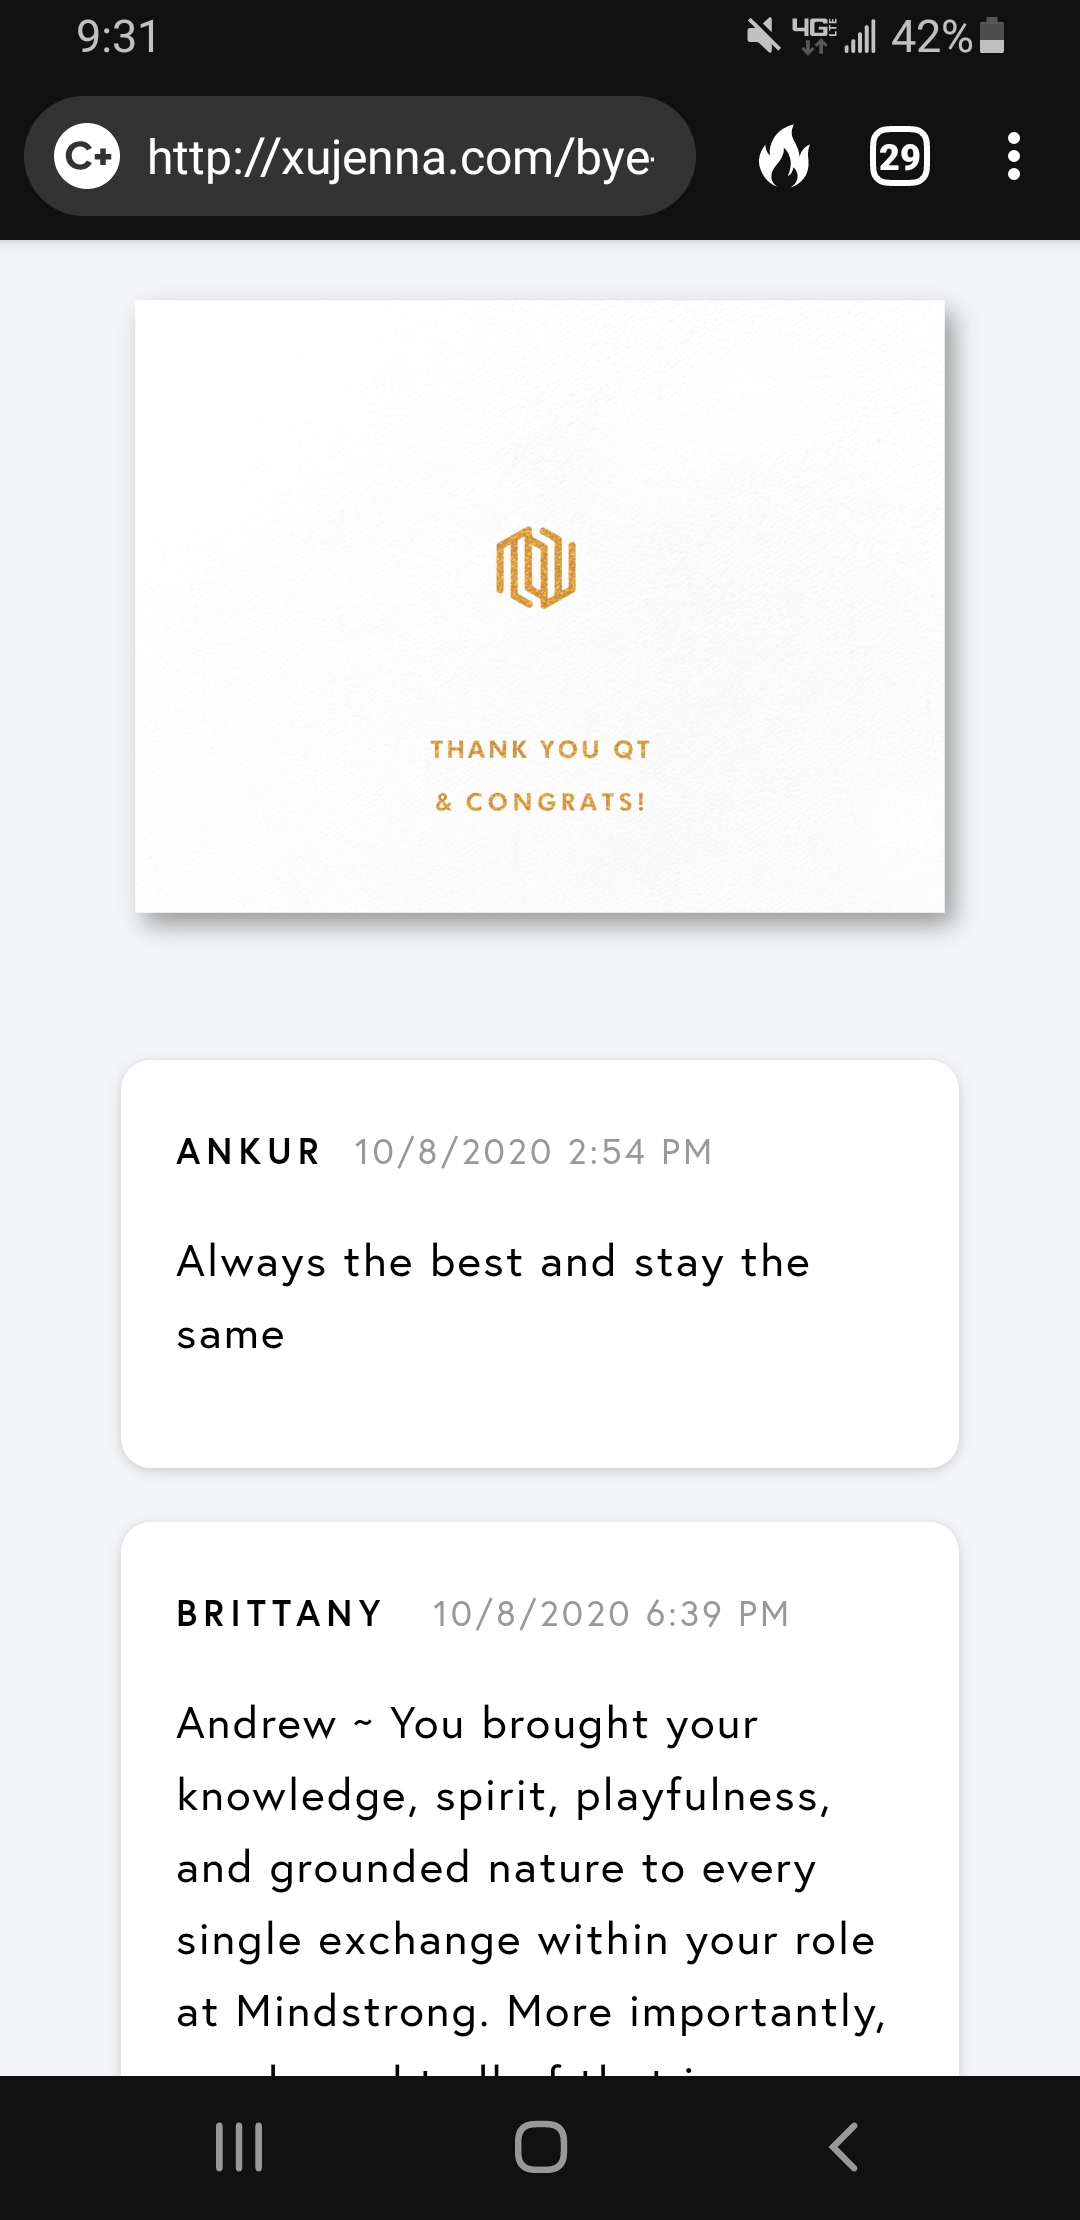 9:31
4G LTE 42%
C+ http://xujenna.com/bye-
29
THANK YOU QT
& CONGRATS!
ANKUR 10/8/2020 2:54 PM
Always the best and stay the
same
BRITTANY 10/8/2020 6:39 PM
Andrew ~ You brought your
knowledge, spirit, playfulness,
and grounded nature to every
single exchange within your role
at Mindstrong. More importantly,